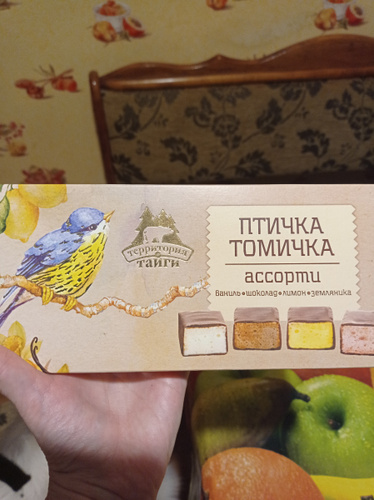 территория
тайги
ПТИЧКА
ТОМИЧКА
ассорти
ваниль•шоколад•лимон•земляника